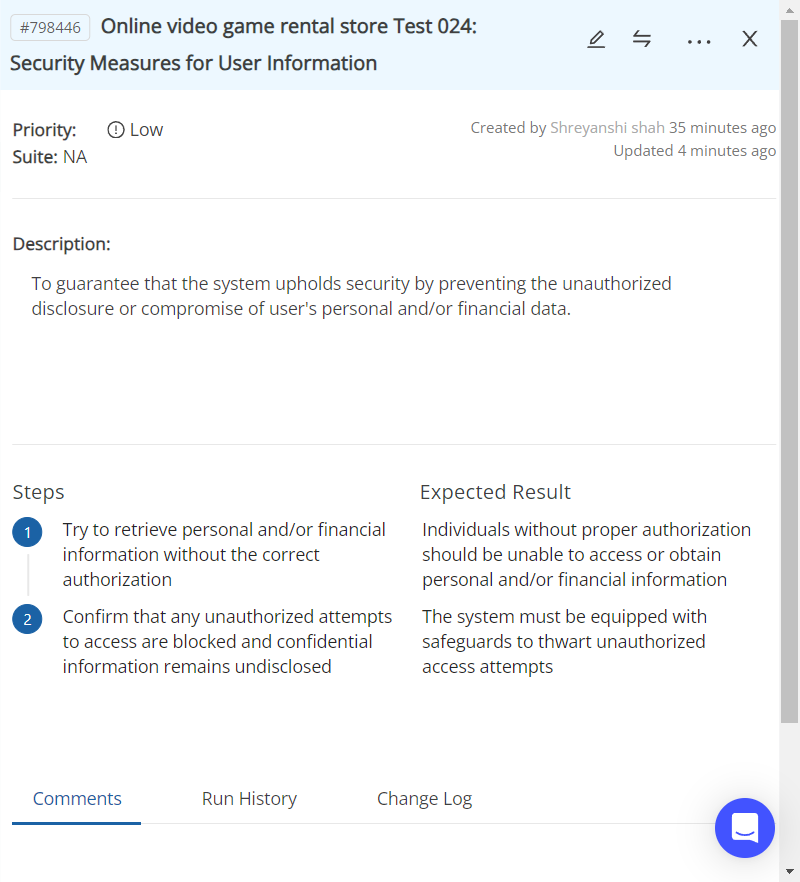 #798446 Online video game rental store Test 024:
Security Measures for User Information
Priority: Low
Suite: NA
Created by Shreyanshi shah 35 minutes ago
Updated 4 minutes ago
Description:
To guarantee that the system upholds security by preventing the unauthorized
disclosure or compromise of user's personal and/or financial data.
Steps
1 Try to retrieve personal and/or financial
information without the correct
authorization
2 Confirm that any unauthorized attempts
to access are blocked and confidential
information remains undisclosed
Expected Result
Individuals without proper authorization
should be unable to access or obtain
personal and/or financial information
The system must be equipped with
safeguards to thwart unauthorized
access attempts
Comments Run History Change Log